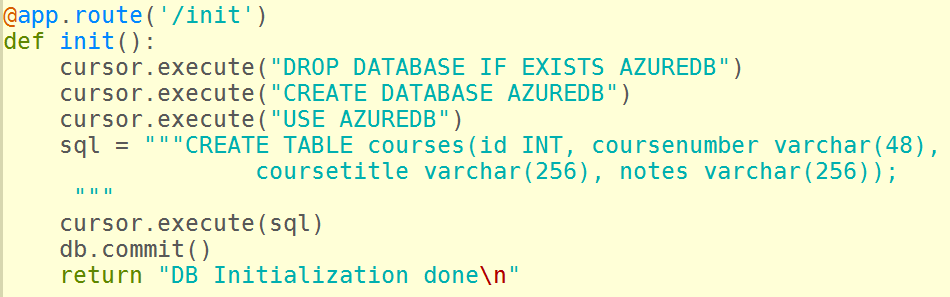 @app.route('/init')
def init():
    cursor.execute("DROP DATABASE IF EXISTS AZUREDB")
    cursor.execute("CREATE DATABASE AZUREDB")
    cursor.execute("USE AZUREDB")
    sql = """CREATE TABLE courses(id INT, coursenumber varchar(48),
                  coursetitle varchar(256), notes varchar(256));
     """
    cursor.execute(sql)
    db.commit()
    return "DB Initialization done\n"